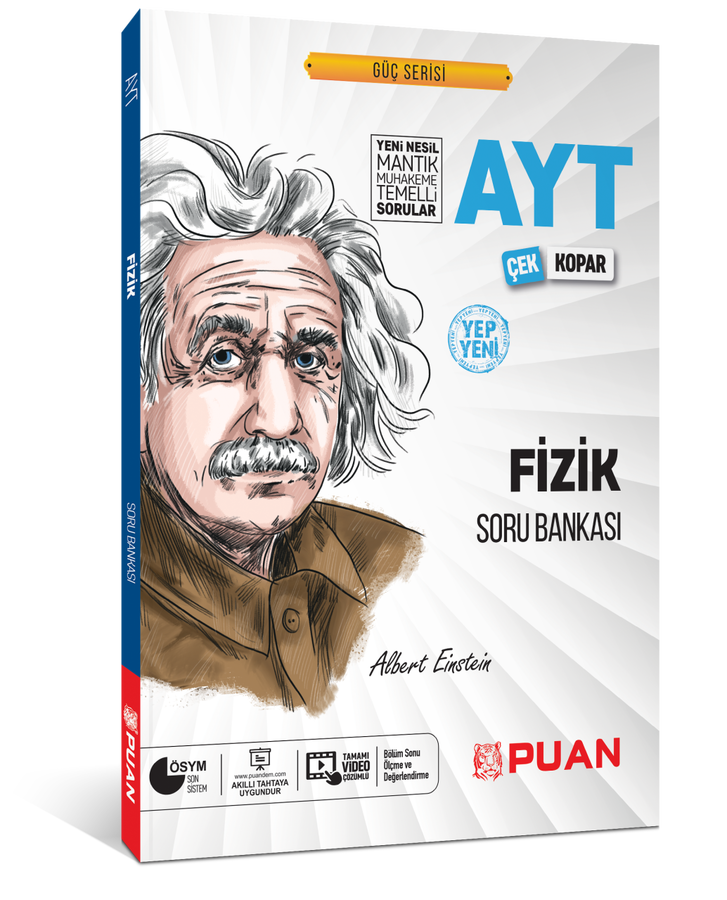 GÜÇ SERİSİ
YENİ NESİL
MANTIK
MUHAKEME
TEMELLİ
SORULAR
AYT
ÇEK KOPAR
YEP
YENİ
FİZİK
SORU BANKASI
Albert Einstein
PUAN
ÖSYM
SON
SİSTEM
www.puandem.com
AKILLI TAHTAYA
UYGUNDUR
TAMAMI
VIDEO
ÇÖZÜMLÜ
Bölüm Sonu
Ölçme ve
Değerlendirme
AYT
FİZİK
SORU BANKASI
PUAN